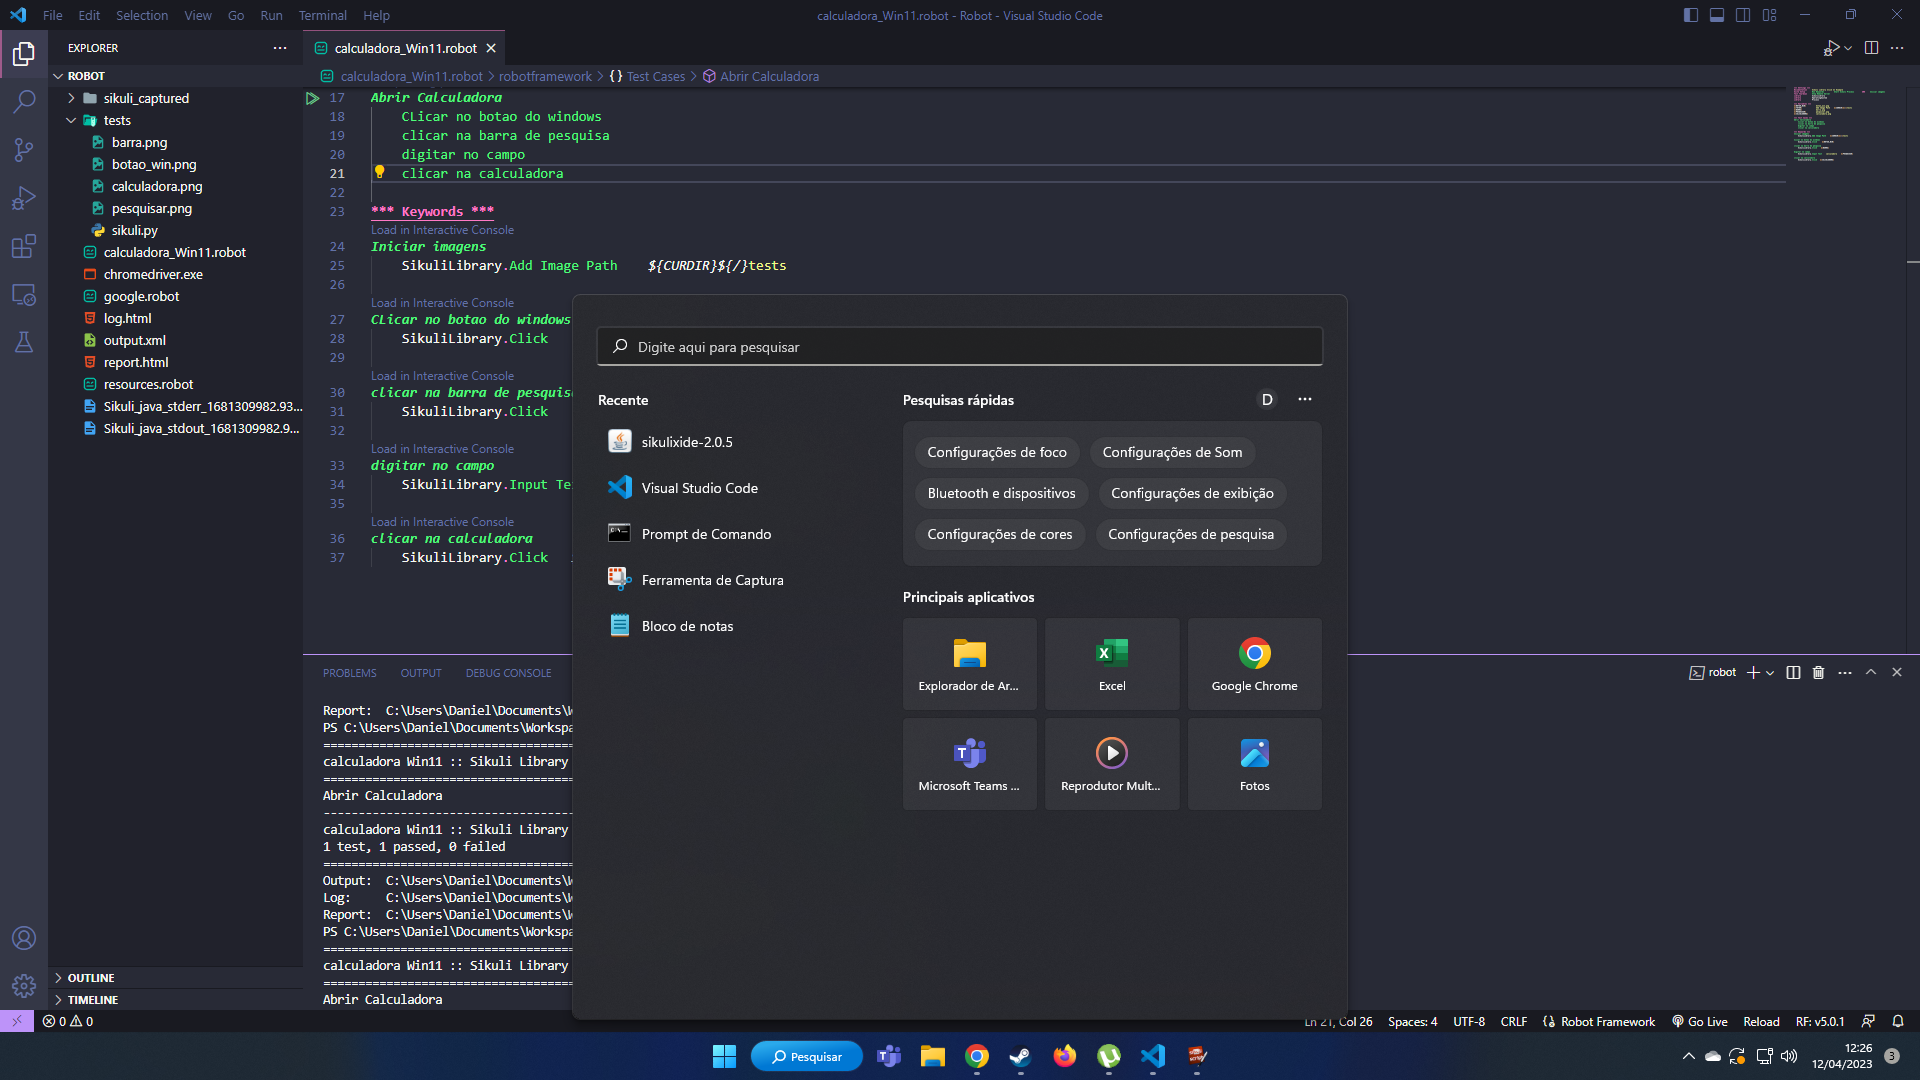 File Edit Selection View Go Run Terminal Help
calculadora_Win11.robot - Robot - Visual Studio Code
EXPLORER
ROBOT
sikuli_captured
tests
barra.png
botao_win.png
calculadora.png
pesquisar.png
sikuli.py
calculadora_Win11.robot
chromedriver.exe
google.robot
log.html
output.xml
report.html
resources.robot
Sikuli_java_stderr_1681309982.93...
Sikuli_java_stdout_1681309982.9...
OUTLINE
TIMELINE
calculadora_Win11.robot
calculadora_Win11.robot > robotframework > {} Test Cases > Abrir Calculadora
17 Abrir Calculadora
18 CLicar no botao do windows
19 clicar na barra de pesquisa
20 digitar no campo
21 clicar na calculadora
22
23 *** Keywords ***
Load in Interactive Console
24 Iniciar imagens
25 SikuliLibrary.Add Image Path ${CURDIR}${/}tests
26
Load in Interactive Console
27 CLicar no botao do windows
28 SikuliLibrary.Click
29
Load in Interactive Console
30 clicar na barra de pesquisa
31 SikuliLibrary.Click
32
Load in Interactive Console
33 digitar no campo
34 SikuliLibrary.Input Te
35
Load in Interactive Console
36 clicar na calculadora
37 SikuliLibrary.Click
Digite aqui para pesquisar
Recente
sikulixide-2.0.5
Visual Studio Code
Prompt de Comando
Ferramenta de Captura
Bloco de notas
Pesquisas rápidas
D
Configurações de foco
Configurações de Som
Bluetooth e dispositivos
Configurações de exibição
Configurações de cores
Configurações de pesquisa
Principais aplicativos
Explorador de Ar...
Excel
Google Chrome
Microsoft Teams ...
Reprodutor Mult...
Fotos
PROBLEMS OUTPUT DEBUG CONSOLE
robot
Report: C:\Users\Daniel\Documents\W
PS C:\Users\Daniel\Documents\Workspa
====================================
calculadora Win11 :: Sikuli Library
====================================
Abrir Calculadora
------------------------------------
calculadora Win11 :: Sikuli Library
1 test, 1 passed, 0 failed
====================================
Output: C:\Users\Daniel\Documents\W
Log: C:\Users\Daniel\Documents\W
Report: C:\Users\Daniel\Documents\W
PS C:\Users\Daniel\Documents\Workspa
====================================
calculadora Win11 :: Sikuli Library
====================================
Abrir Calculadora
0 0
Ln 21, Col 26 Spaces: 4 UTF-8 CRLF Robot Framework Go Live Reload RF: v5.0.1
Pesquisar
12:26
12/04/2023
3